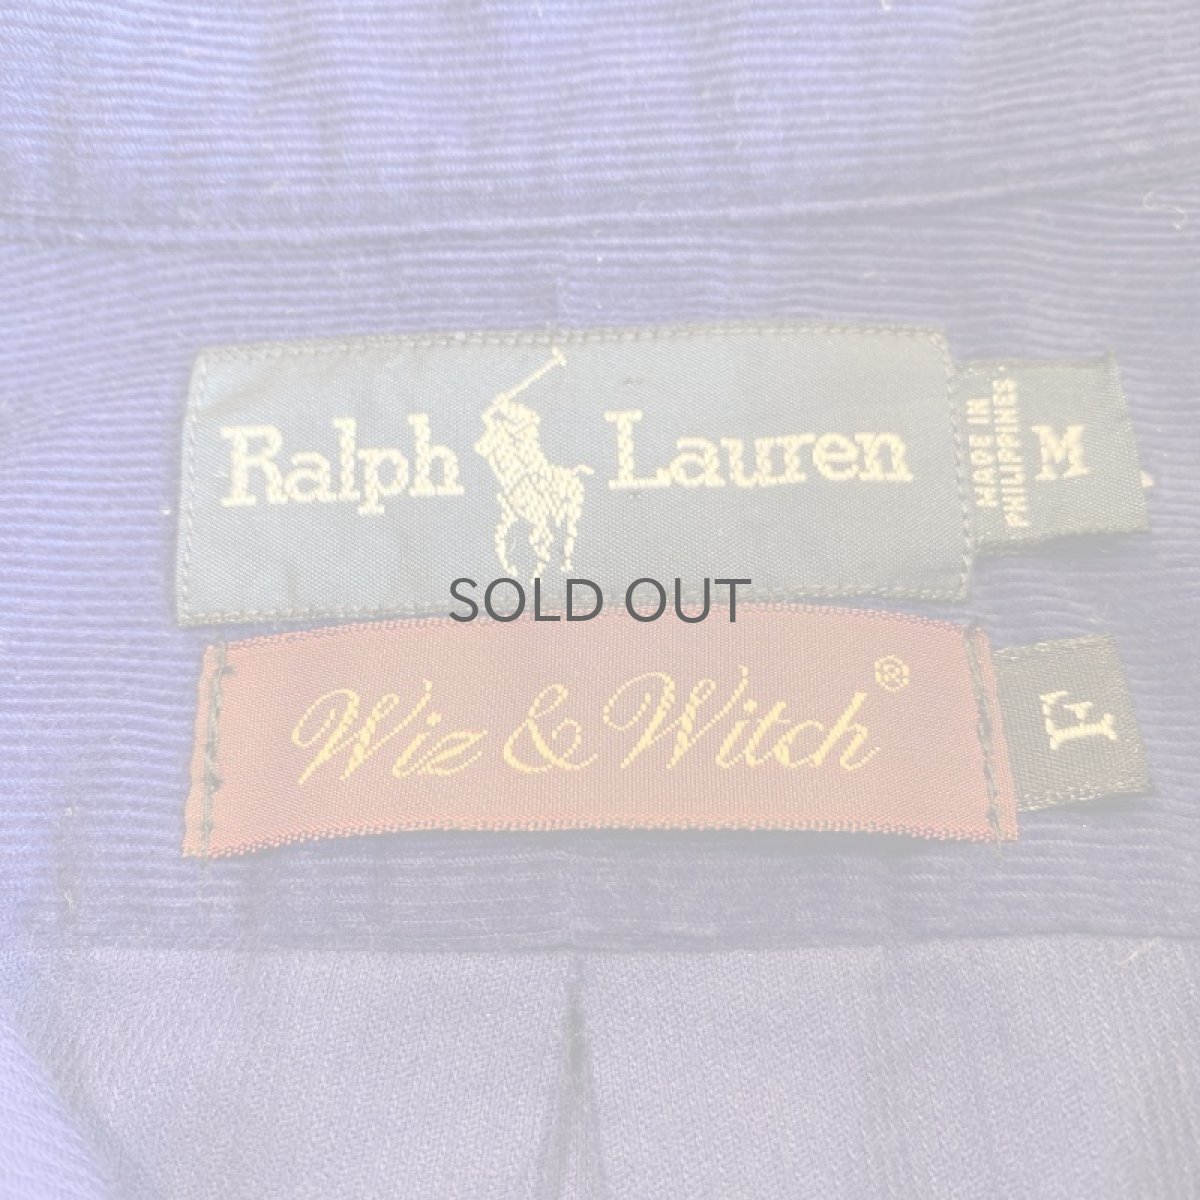 Ralph Lauren
MADE IN
PHILIPPINES
M
SOLD OUT
Wiz & Witch®
F